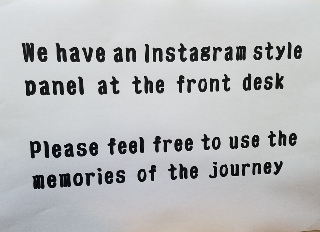 We have an Instagram style
panel at the front desk
Please feel free to use the
memories of the journey